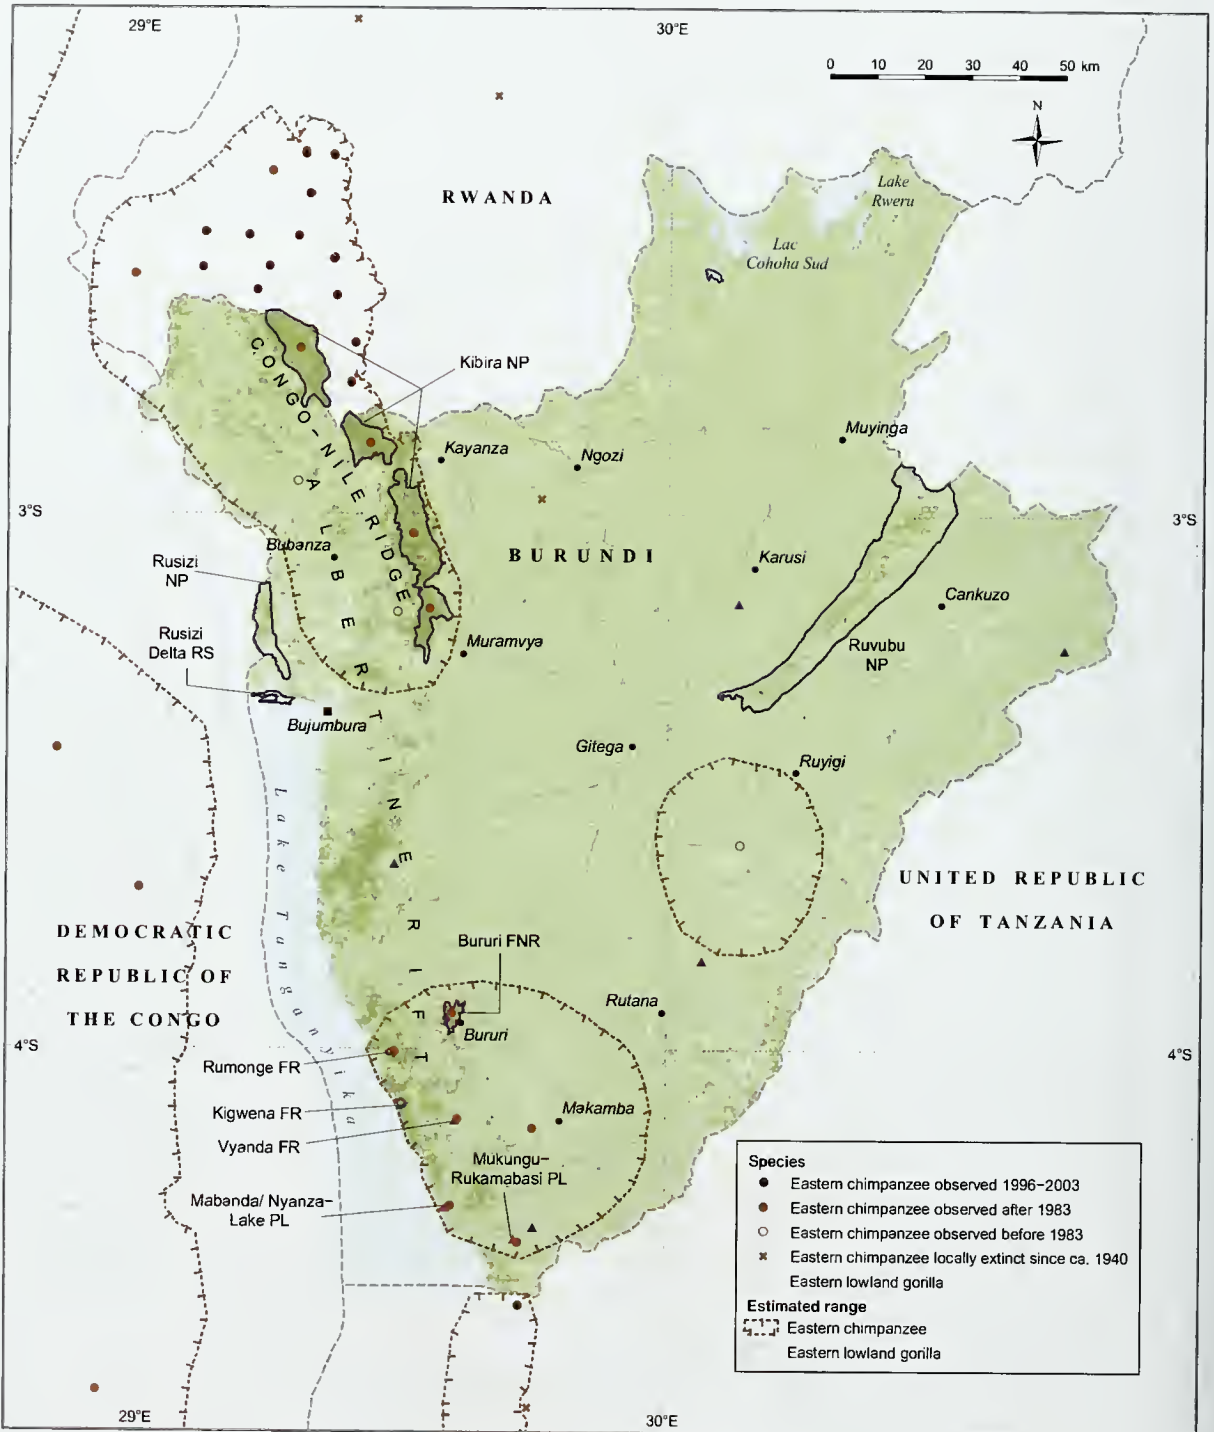 29°E
30°E
0 10 20 30 40 50 km
N
RWANDA
Lake
Rweru
Lac
Cohoha Sud
CONGO-NILE RIDGE
Kibira NP
Kayanza
Ngozi
Muyinga
3°S
3°S
ALBERTINE RIFT
Bubanza
BURUNDI
Karusi
Rusizi
NP
Cankuzo
Rusizi
Delta RS
Muramvya
Ruvubu
NP
Bujumbura
Gitega
Ruyigi
Lake Tanganyika
UNITED REPUBLIC
OF TANZANIA
DEMOCRATIC
REPUBLIC OF
THE CONGO
Bururi FNR
Rutana
Bururi
4°S
4°S
Rumonge FR
Kigwena FR
Makamba
Vyanda FR
Mukungu-
Rukamabasi PL
Mabanda/ Nyanza-
Lake PL
Species
Eastern chimpanzee observed 1996–2003
Eastern chimpanzee observed after 1983
Eastern chimpanzee observed before 1983
Eastern chimpanzee locally extinct since ca. 1940
Eastern lowland gorilla
Estimated range
Eastern chimpanzee
Eastern lowland gorilla
29°E
30°E